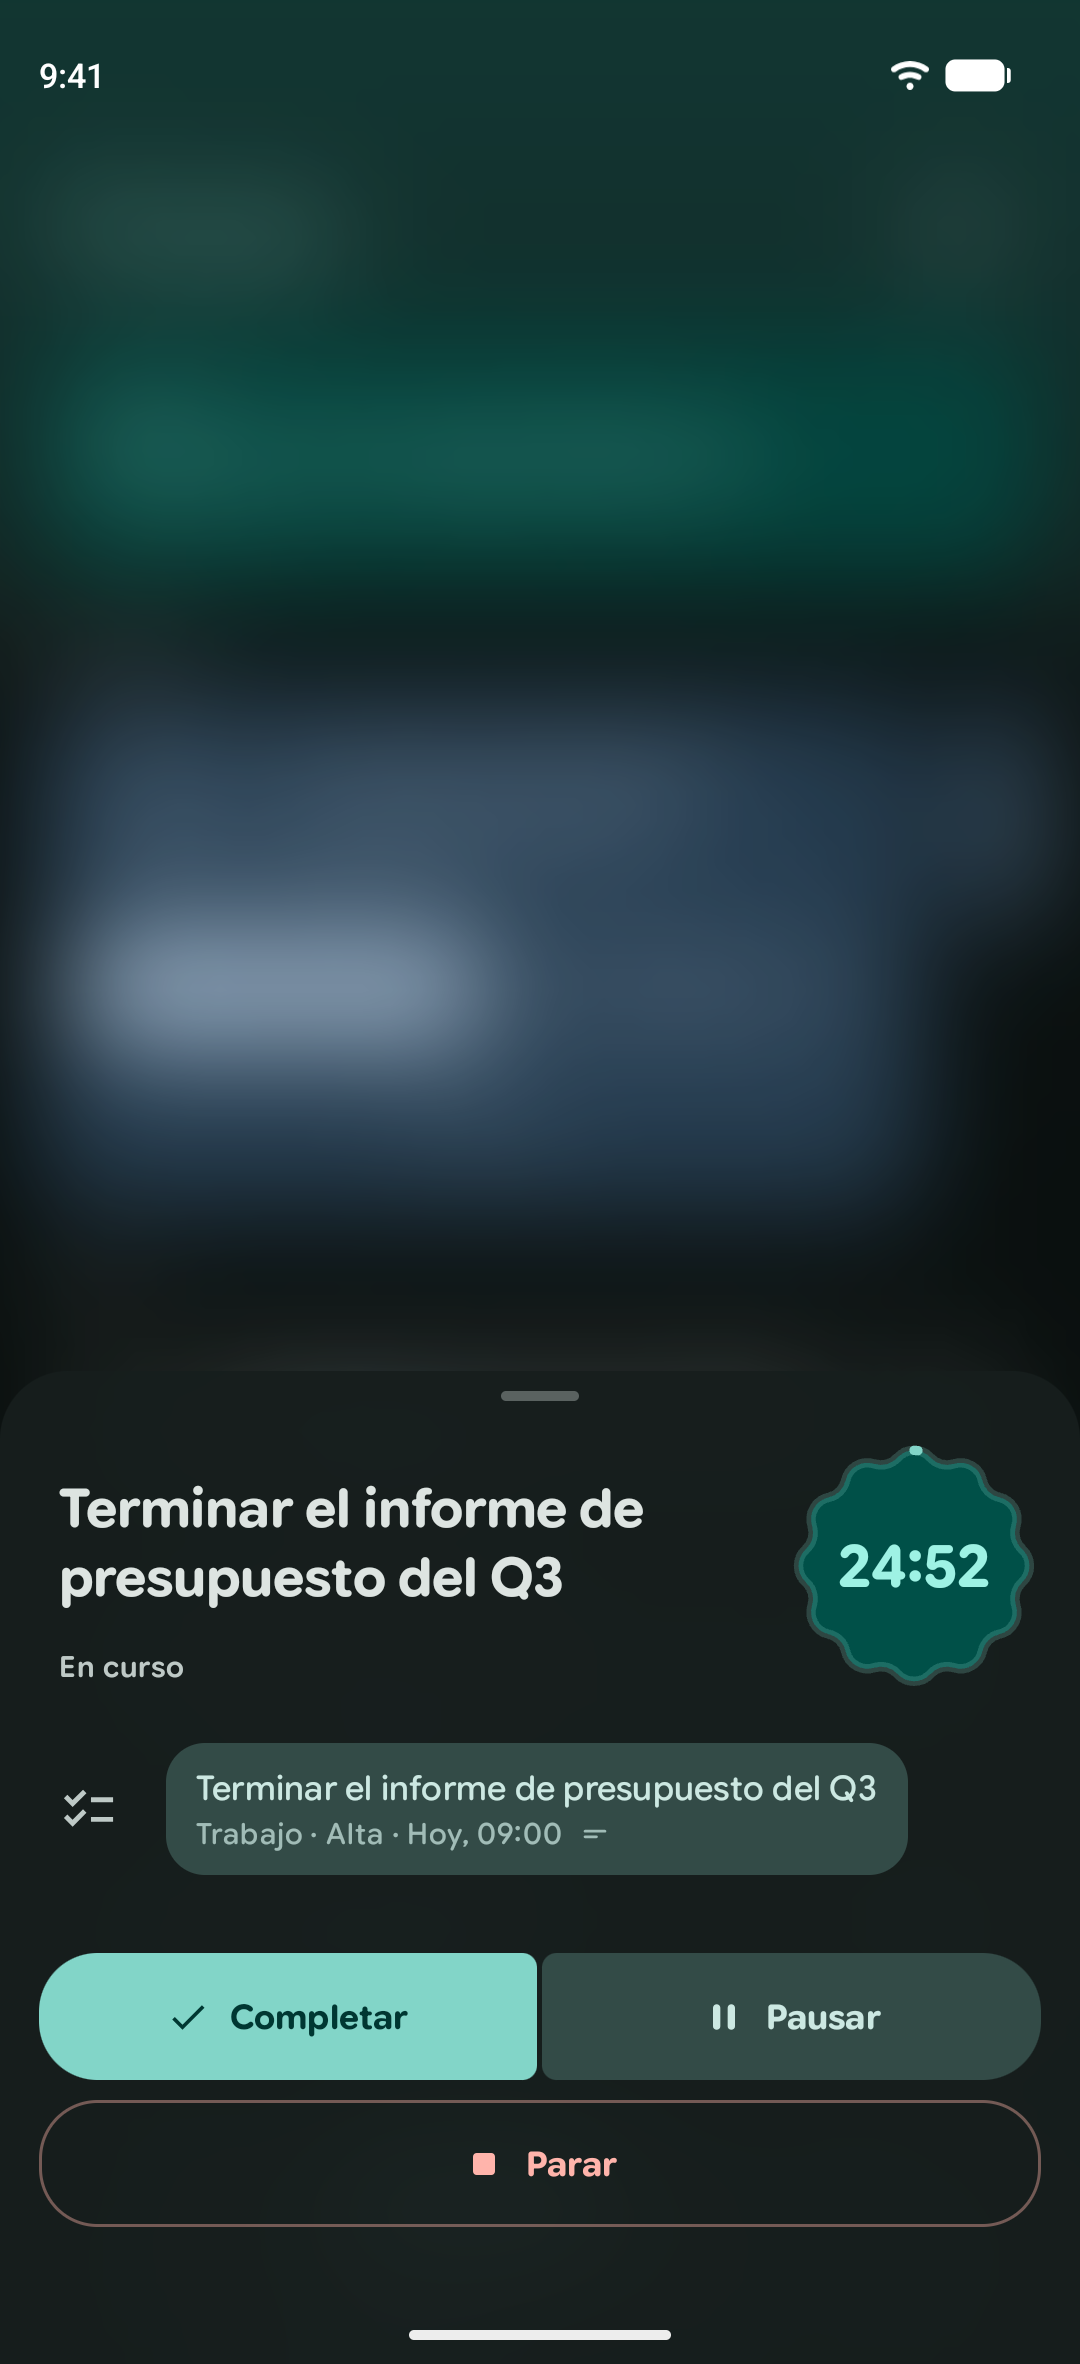 9:41
Terminar el informe de
presupuesto del Q3
24:52
En curso
Terminar el informe de presupuesto del Q3
Trabajo · Alta · Hoy, 09:00
Completar
Pausar
Parar